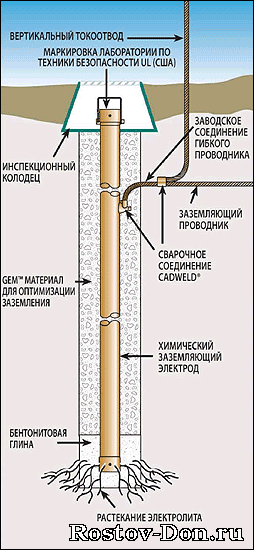 ВЕРТИКАЛЬНЫЙ ТОКООТВОД
МАРКИРОВКА ЛАБОРАТОРИИ ПО
ТЕХНИКИ БЕЗОПАСНОСТИ UL (США)
ЗАВОДСКОЕ
СОЕДИНЕНИЕ
ГИБКОГО
ПРОВОДНИКА
ИНСПЕКЦИОННЫЙ
КОЛОДЕЦ
ЗАЗЕМЛЯЮЩИЙ
ПРОВОДНИК
СВАРОЧНОЕ
СОЕДИНЕНИЕ
CADWELD®
GEM™ МАТЕРИАЛ
ДЛЯ ОПТИМИЗАЦИИ
ЗАЗЕМЛЕНИЯ
ХИМИЧЕСКИЙ
ЗАЗЕМЛЯЮЩИЙ
ЭЛЕКТРОД
БЕНТОНИТОВАЯ
ГЛИНА
РАСТЕКАНИЕ ЭЛЕКТРОЛИТА
Rostov-Don.ru